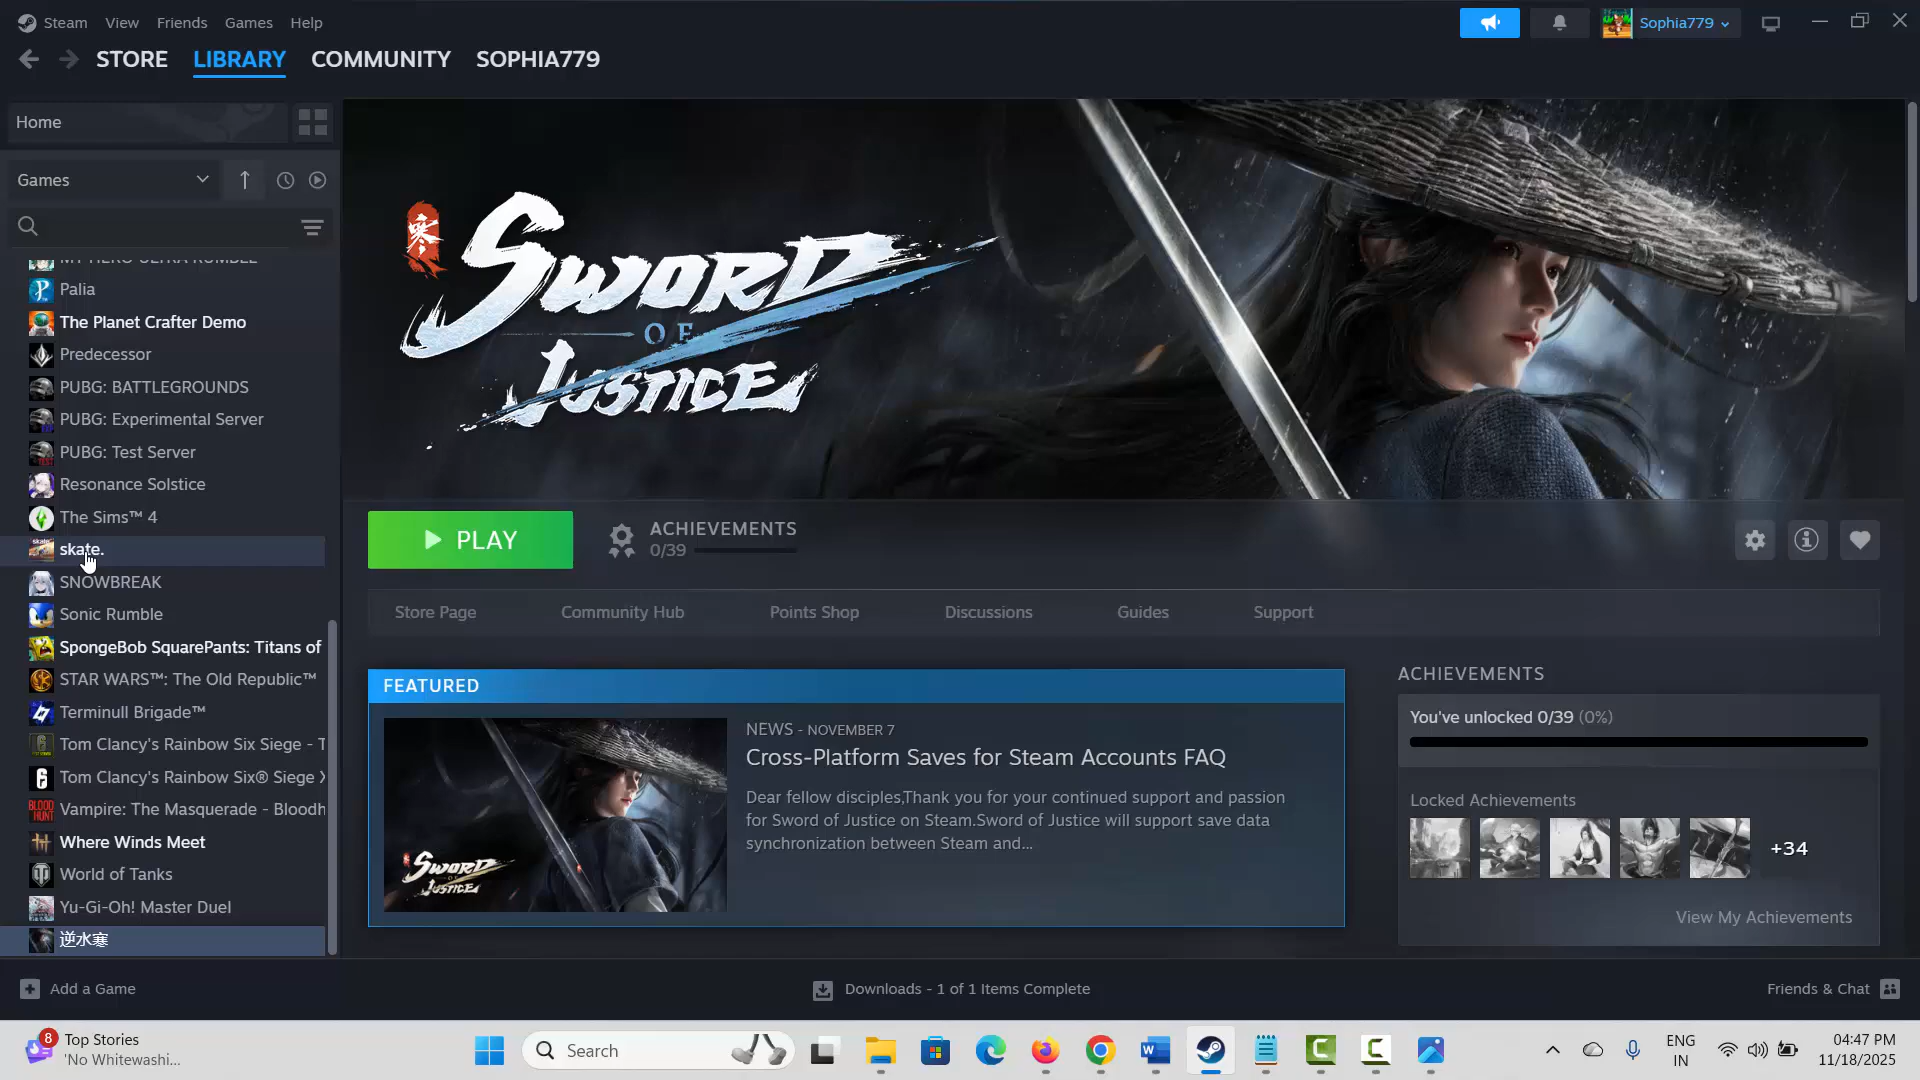 Steam View Friends Games Help
Sophia779
STORE LIBRARY COMMUNITY SOPHIA779
Home
Games
MY HERO ULTRA RUMBLE
Palia
The Planet Crafter Demo
Predecessor
PUBG: BATTLEGROUNDS
PUBG: Experimental Server
PUBG: Test Server
Resonance Solstice
The Sims™ 4
skate.
SNOWBREAK
Sonic Rumble
SpongeBob SquarePants: Titans of
STAR WARS™: The Old Republic™
Terminull Brigade™
Tom Clancy's Rainbow Six Siege - T
Tom Clancy's Rainbow Six® Siege X
Vampire: The Masquerade - Bloodh
Where Winds Meet
World of Tanks
Yu-Gi-Oh! Master Duel
逆水寒
Add a Game
寒
SWORD
OF
JUSTICE
PLAY
ACHIEVEMENTS
0/39
Store Page Community Hub Points Shop Discussions Guides Support
FEATURED
SWORD
OF
JUSTICE
NEWS - NOVEMBER 7
Cross-Platform Saves for Steam Accounts FAQ
Dear fellow disciples,Thank you for your continued support and passion
for Sword of Justice on Steam.Sword of Justice will support save data
synchronization between Steam and...
ACHIEVEMENTS
You've unlocked 0/39 (0%)
Locked Achievements
+34
View My Achievements
Downloads - 1 of 1 Items Complete
Friends & Chat
8
Top Stories
'No Whitewashi...
Search
ENG
IN
04:47 PM
11/18/2025